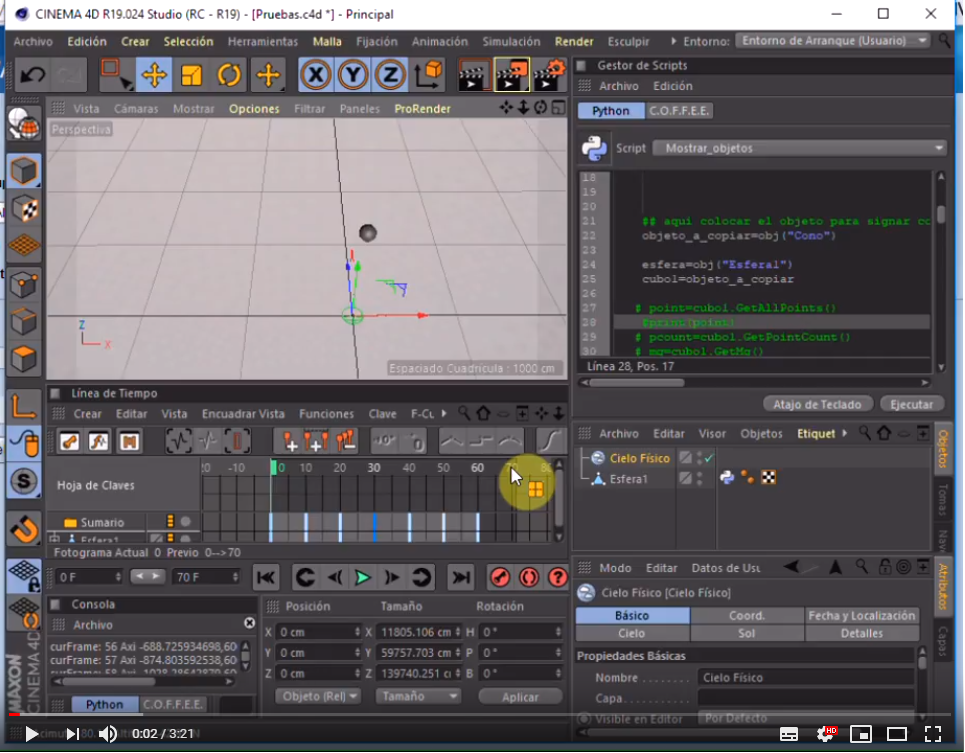 CINEMA 4D R19.024 Studio (RC - R19) - [Pruebas.c4d *] - Principal
Archivo Edición Crear Selección Herramientas Malla Fijación Animación Simulación Render Esculpir Entorno: Entorno de Arranque (Usuario)
Gestor de Scripts
Archivo Edición
Python C.O.F.F.E.E.
Script Mostrar_objetos
Vista Cámaras Mostrar Opciones Filtrar Paneles ProRender
Perspectiva
18
19
20
21 ## aqui colocar el objeto para signar co
22 objeto_a_copiar=obj("Cono")
23
24 esfera=obj("Esfera1")
25 cubo1=objeto_a_copiar
26
27 # point=cubo1.GetAllPoints()
28 #print(point)
29 # pcount=cubo1.GetPointCount()
30 # mg=cubo1.GetMg()
Línea 28, Pos. 17
Atajo de Teclado Ejecutar
Z
X
Espaciado Cuadrícula : 1000 cm
Línea de Tiempo
Crear Editar Vista Encuadrar Vista Funciones Clave F-Cu
-10 0 10 20 30 40 50 60
Hoja de Claves
Sumario
Esfera1
Fotograma Actual 0 Previo 0-->70
0 F 70 F
Archivo Editar Visor Objetos Etiquet
Cielo Físico
Esfera1
Objetos
Tomas
Nave
Modo Editar Datos de Usu
Cielo Físico [Cielo Físico]
Básico Coord. Fecha y Localización
Cielo Sol Detalles
Propiedades Básicas
Nombre Cielo Físico
Capa
Visible en Editor Por Defecto
Atributos
Capas
Consola
Archivo
curFrame: 56 Axi -688.725934698,60
curFrame: 57 Axi -874.803592538,60
curFrame: 58 Axi -1028.28642879,60
Python C.O.F.F.E.E.
Posición Tamaño Rotación
X 0 cm X 11805.106 cm H 0 °
Y 0 cm Y 59757.703 cm P 0 °
Z 0 cm Z 139740.251 c B 0 °
Objeto (Rel) Tamaño Aplicar
MAXON
CINEMA 4D
0:02 / 3:21
HD